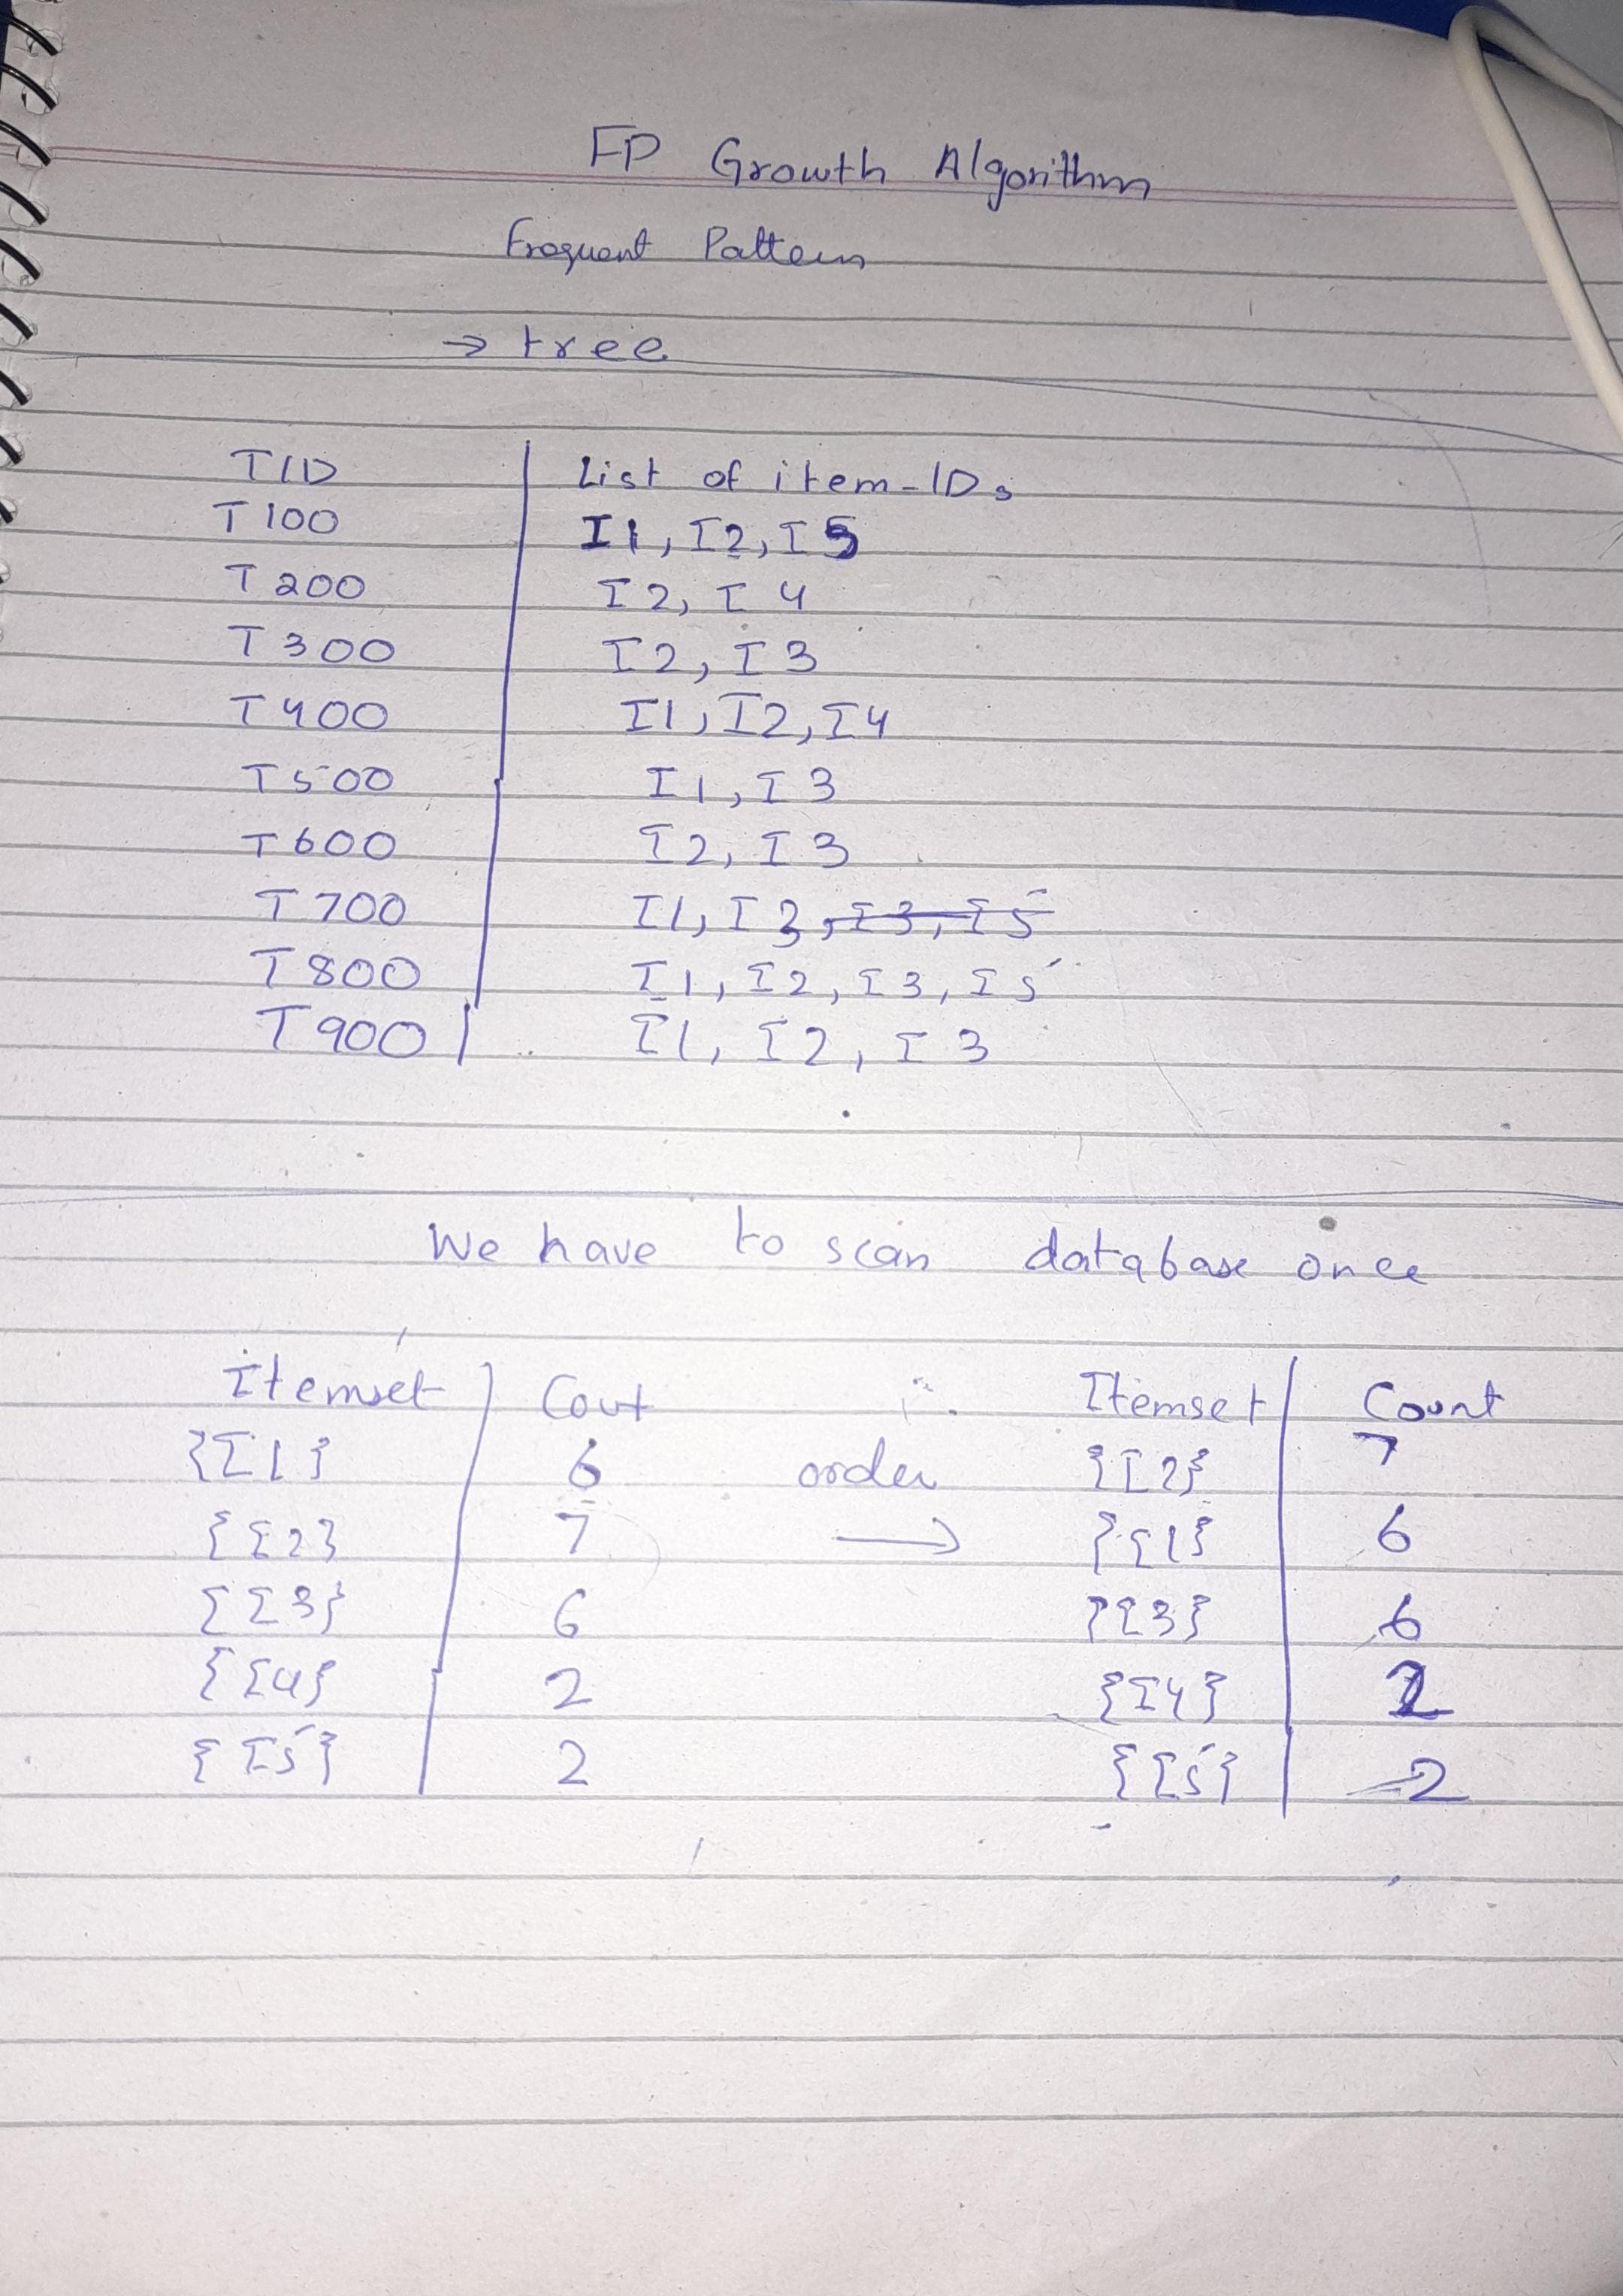 FP Growth Algorithm
Frequent Pattern
→ tree
TID | List of item-IDs
T100 | I1, I2, I5
T200 | I2, I4
T300 | I2, I3
T400 | I1, I2, I4
T500 | I1, I3
T600 | I2, I3
T700 | I1, I3, I3, I5
T800 | I1, I2, I3, I5
T900 | I1, I2, I3
We have to scan database once
Itemset | Cout Itemset | Count
{I1} | 6 order {I2} | 7
{I2} | 7 → {I1} | 6
{I3} | 6 {I3} | 6
{I4} | 2 {I4} | 2
{I5} | 2 {I5} | 2